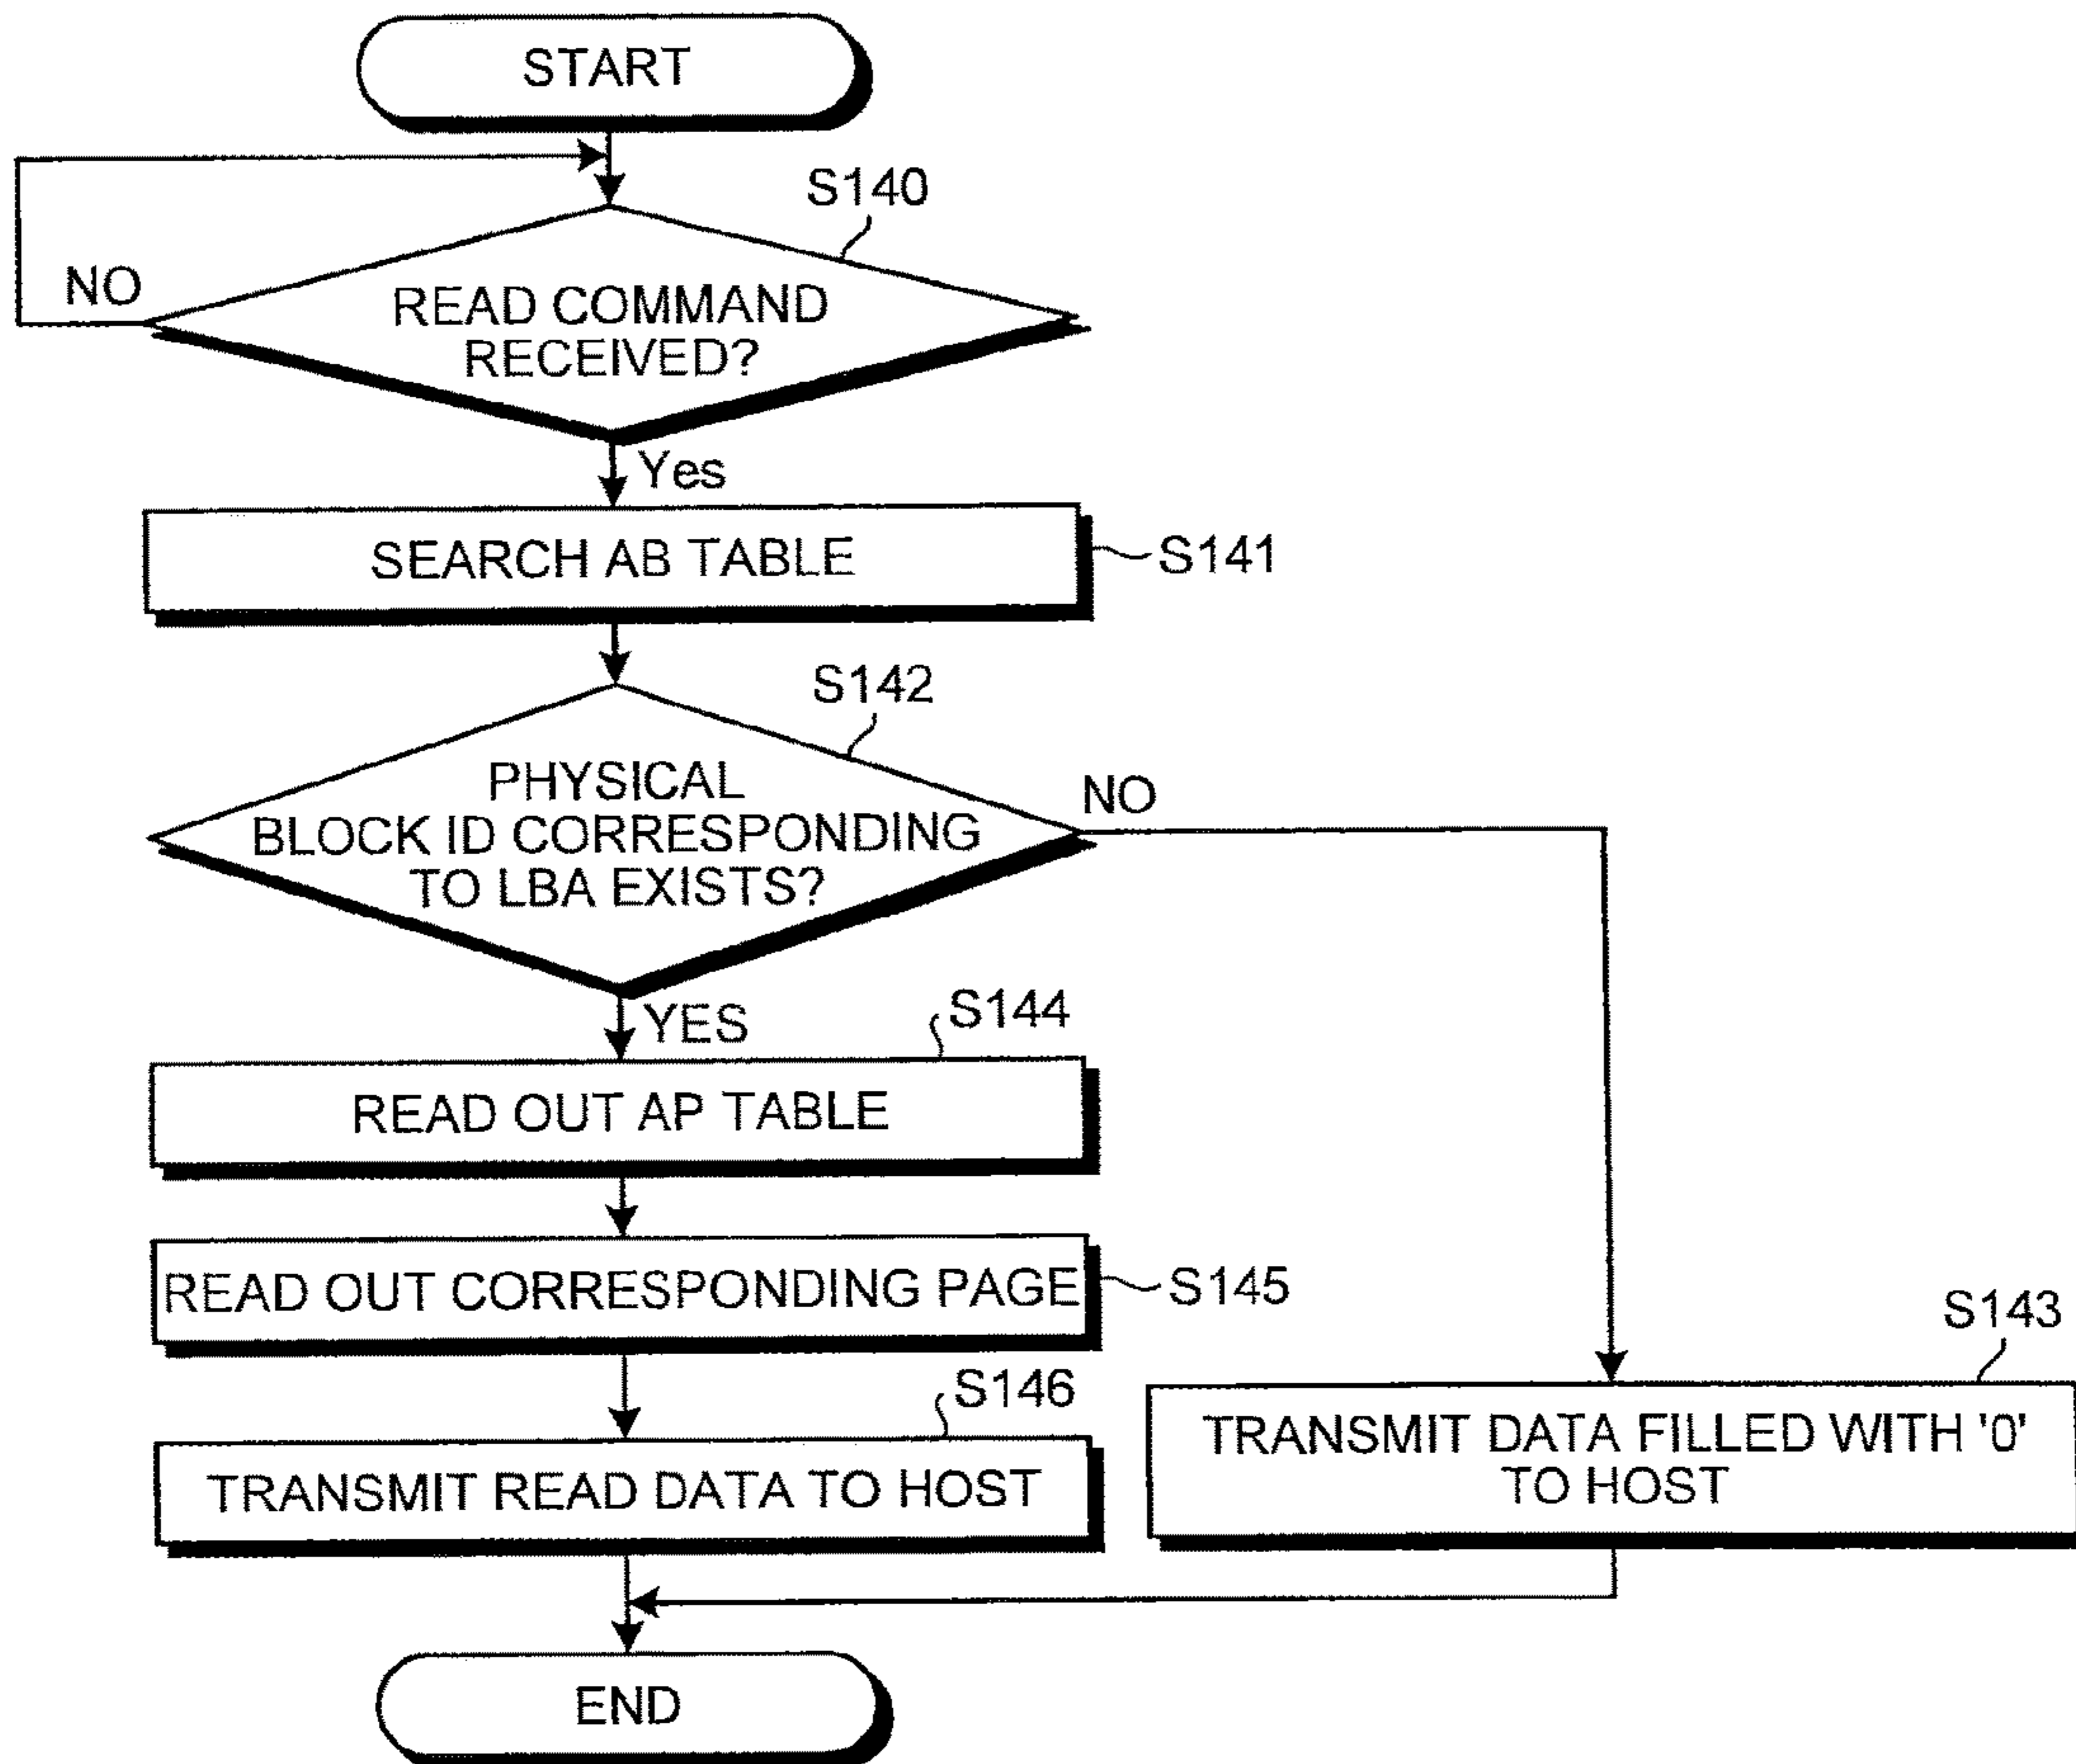 START
S140
NO
READ COMMAND
RECEIVED?
Yes
SEARCH AB TABLE
S141
S142
PHYSICAL
BLOCK ID CORRESPONDING
TO LBA EXISTS?
NO
YES
S144
READ OUT AP TABLE
READ OUT CORRESPONDING PAGE
S145
S143
S146
TRANSMIT DATA FILLED WITH '0'
TO HOST
TRANSMIT READ DATA TO HOST
END